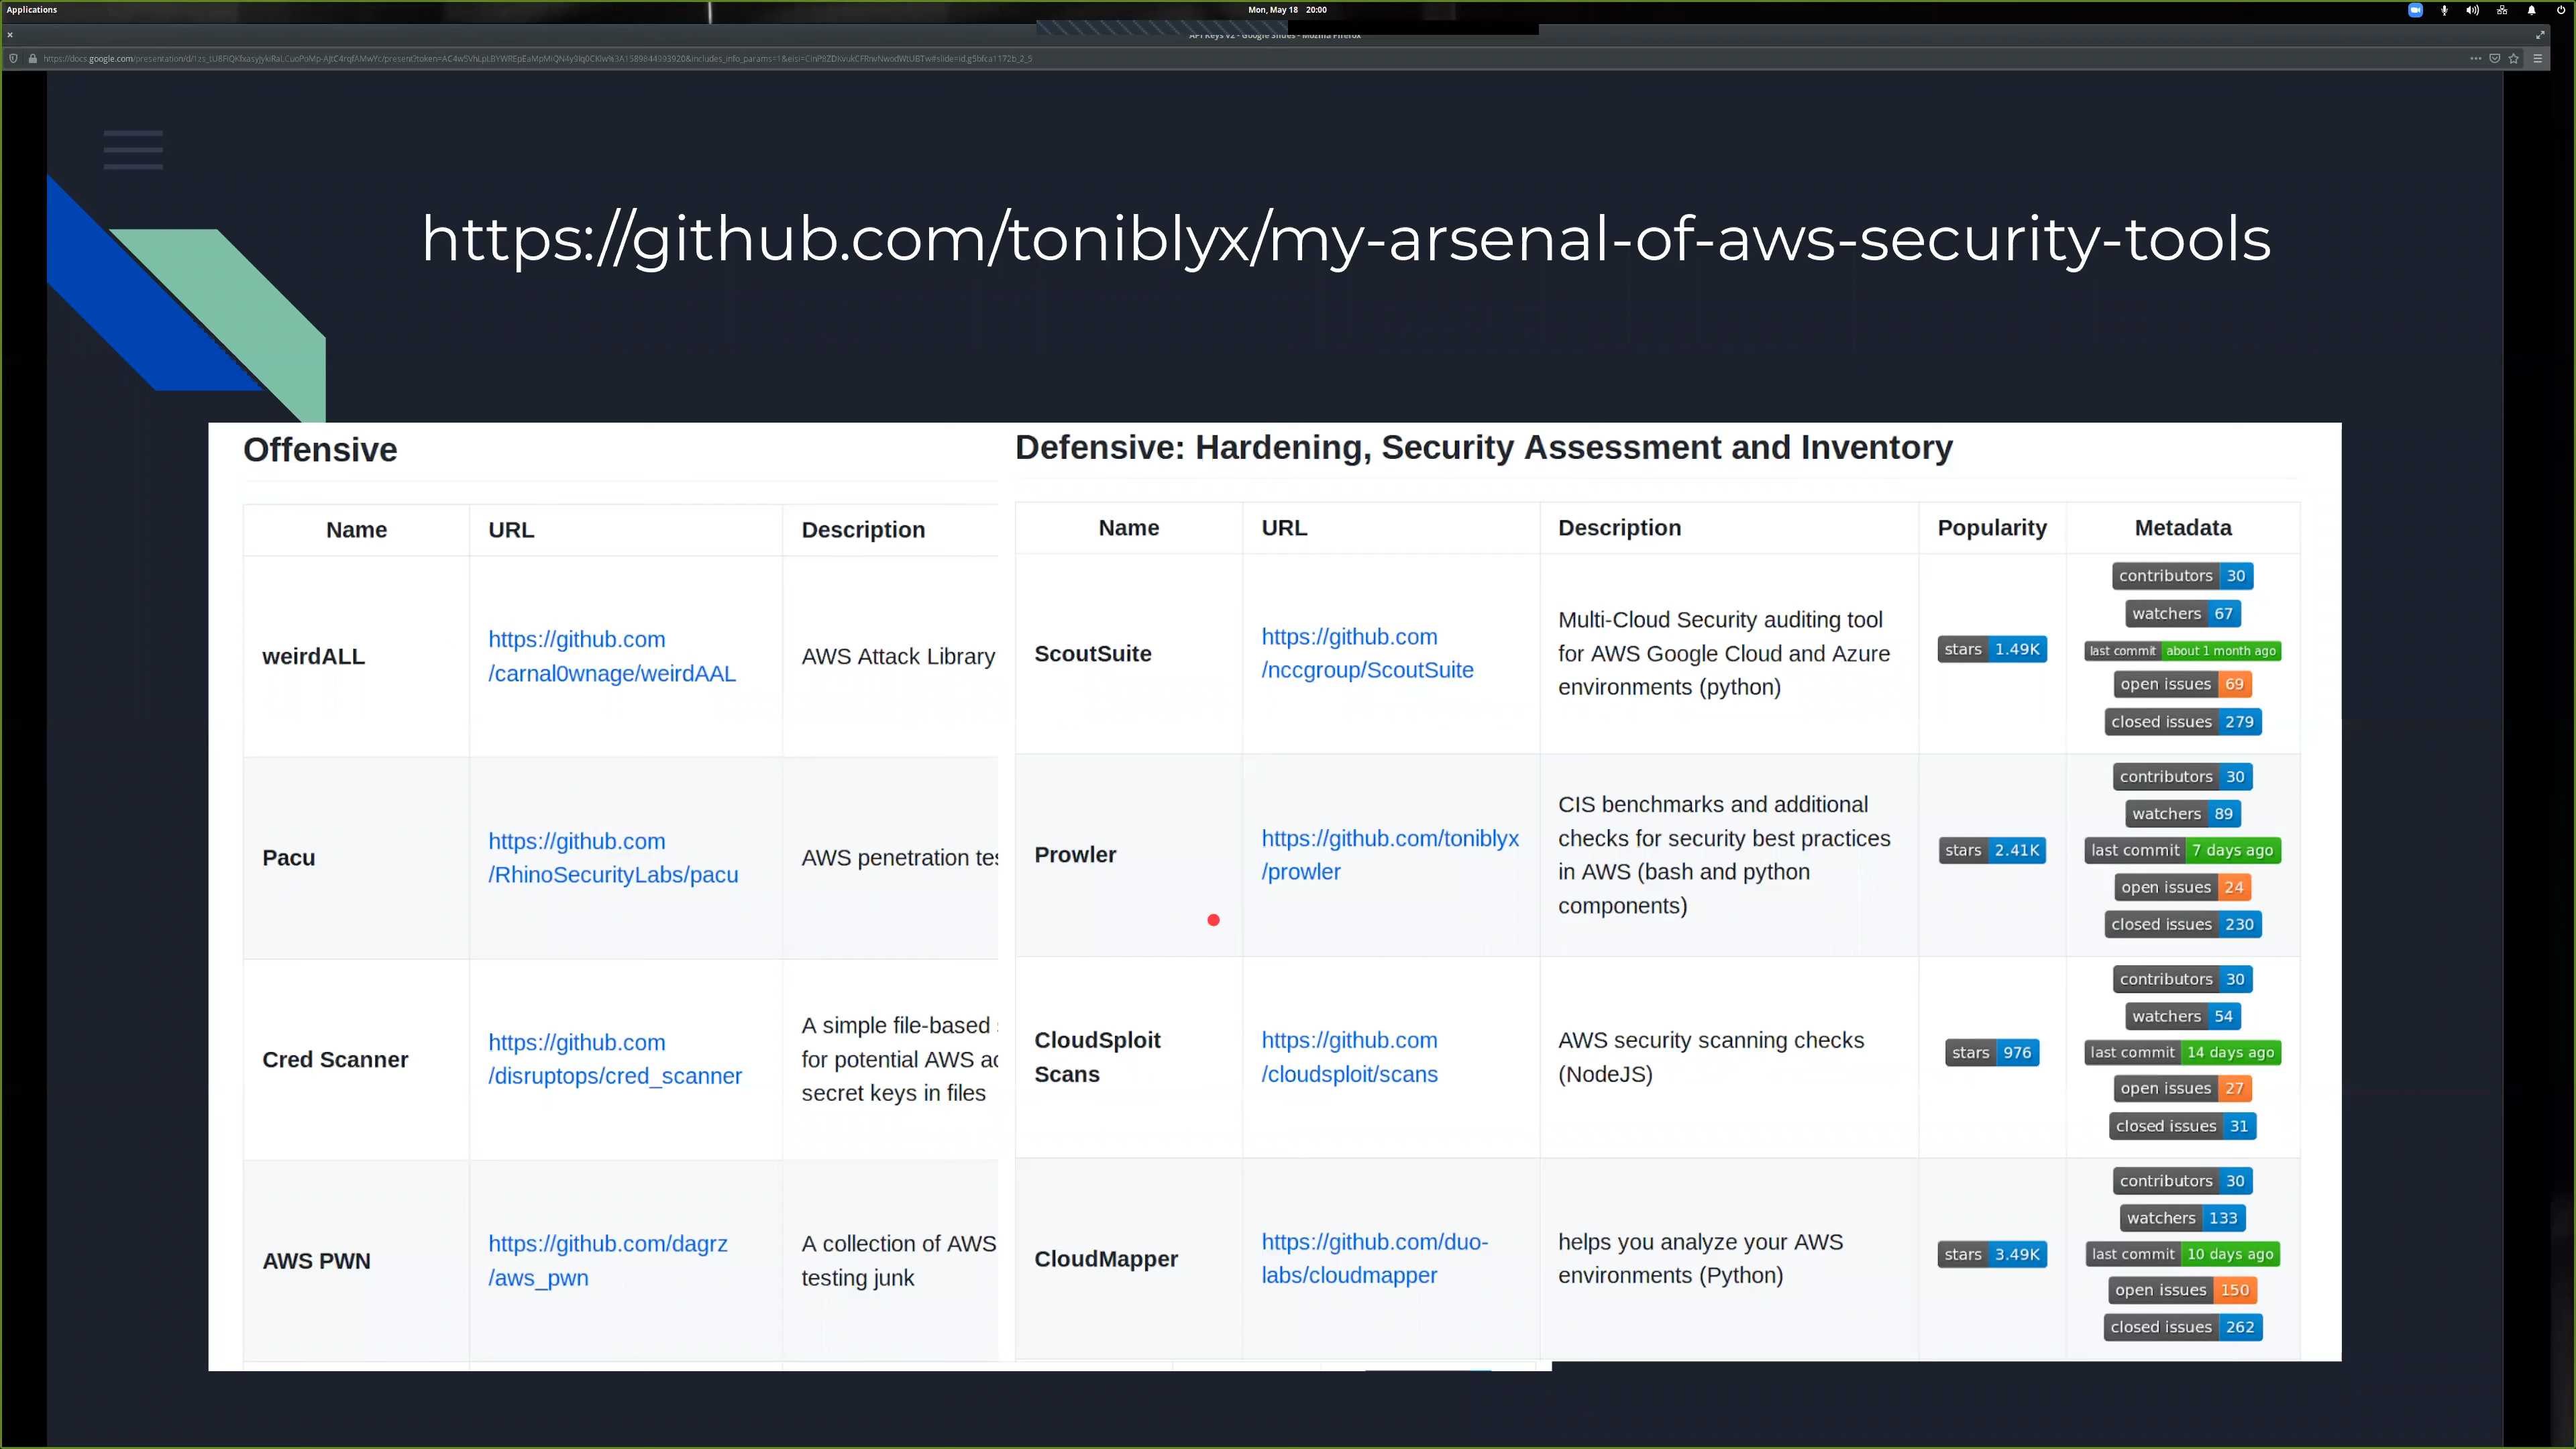 Applications
Mon, May 18 20:00
API Keys V2 - Google Slides - Mozilla Firefox
https://github.com/toniblyx/my-arsenal-of-aws-security-tools
Offensive
Name URL Description
weirdALL
https://github.com
/carnal0wnage/weirdAAL
AWS Attack Library
Pacu
https://github.com
/RhinoSecurityLabs/pacu
AWS penetration tes
Cred Scanner
https://github.com
/disruptops/cred_scanner
A simple file-based
for potential AWS ac
secret keys in files
AWS PWN
https://github.com/dagrz
/aws_pwn
A collection of AWS
testing junk
Defensive: Hardening, Security Assessment and Inventory
Name URL Description Popularity Metadata
ScoutSuite
https://github.com
/nccgroup/ScoutSuite
Multi-Cloud Security auditing tool
for AWS Google Cloud and Azure
environments (python)
stars 1.49K
contributors 30
watchers 67
last commit about 1 month ago
open issues 69
closed issues 279
Prowler
https://github.com/toniblyx
/prowler
CIS benchmarks and additional
checks for security best practices
in AWS (bash and python
components)
stars 2.41K
contributors 30
watchers 89
last commit 7 days ago
open issues 24
closed issues 230
CloudSploit
Scans
https://github.com
/cloudsploit/scans
AWS security scanning checks
(NodeJS)
stars 976
contributors 30
watchers 54
last commit 14 days ago
open issues 27
closed issues 31
CloudMapper
https://github.com/duo-
labs/cloudmapper
helps you analyze your AWS
environments (Python)
stars 3.49K
contributors 30
watchers 133
last commit 10 days ago
open issues 150
closed issues 262